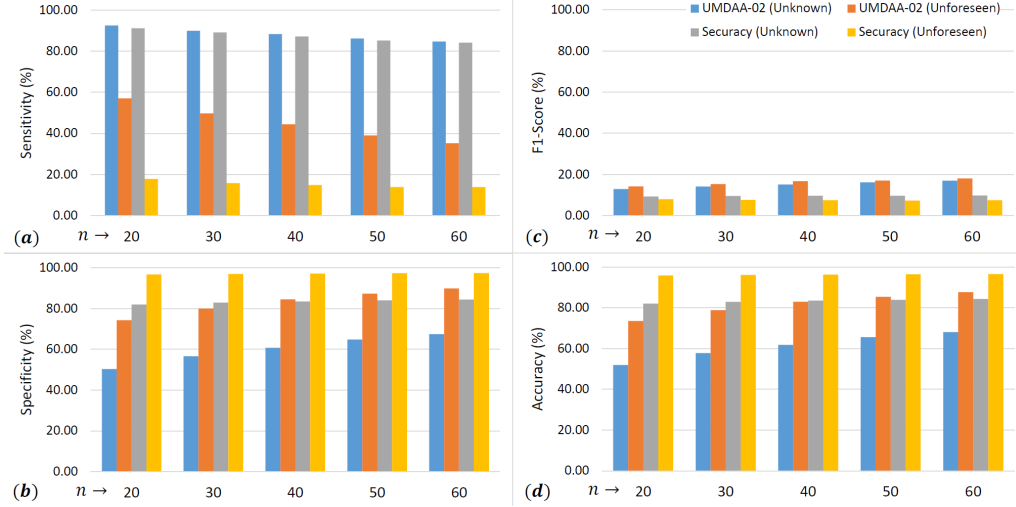 100.00
80.00
60.00
40.00
20.00
0.00
Sensitivity (%)
(a) n → 20 30 40 50 60
100.00
80.00
60.00
40.00
20.00
0.00
F1-Score (%)
UMDAA-02 (Unknown) UMDAA-02 (Unforeseen)
Securacy (Unknown) Securacy (Unforeseen)
(c) n → 20 30 40 50 60
100.00
80.00
60.00
40.00
20.00
0.00
Specificity (%)
(b) n → 20 30 40 50 60
100.00
80.00
60.00
40.00
20.00
0.00
Accuracy (%)
(d) n → 20 30 40 50 60